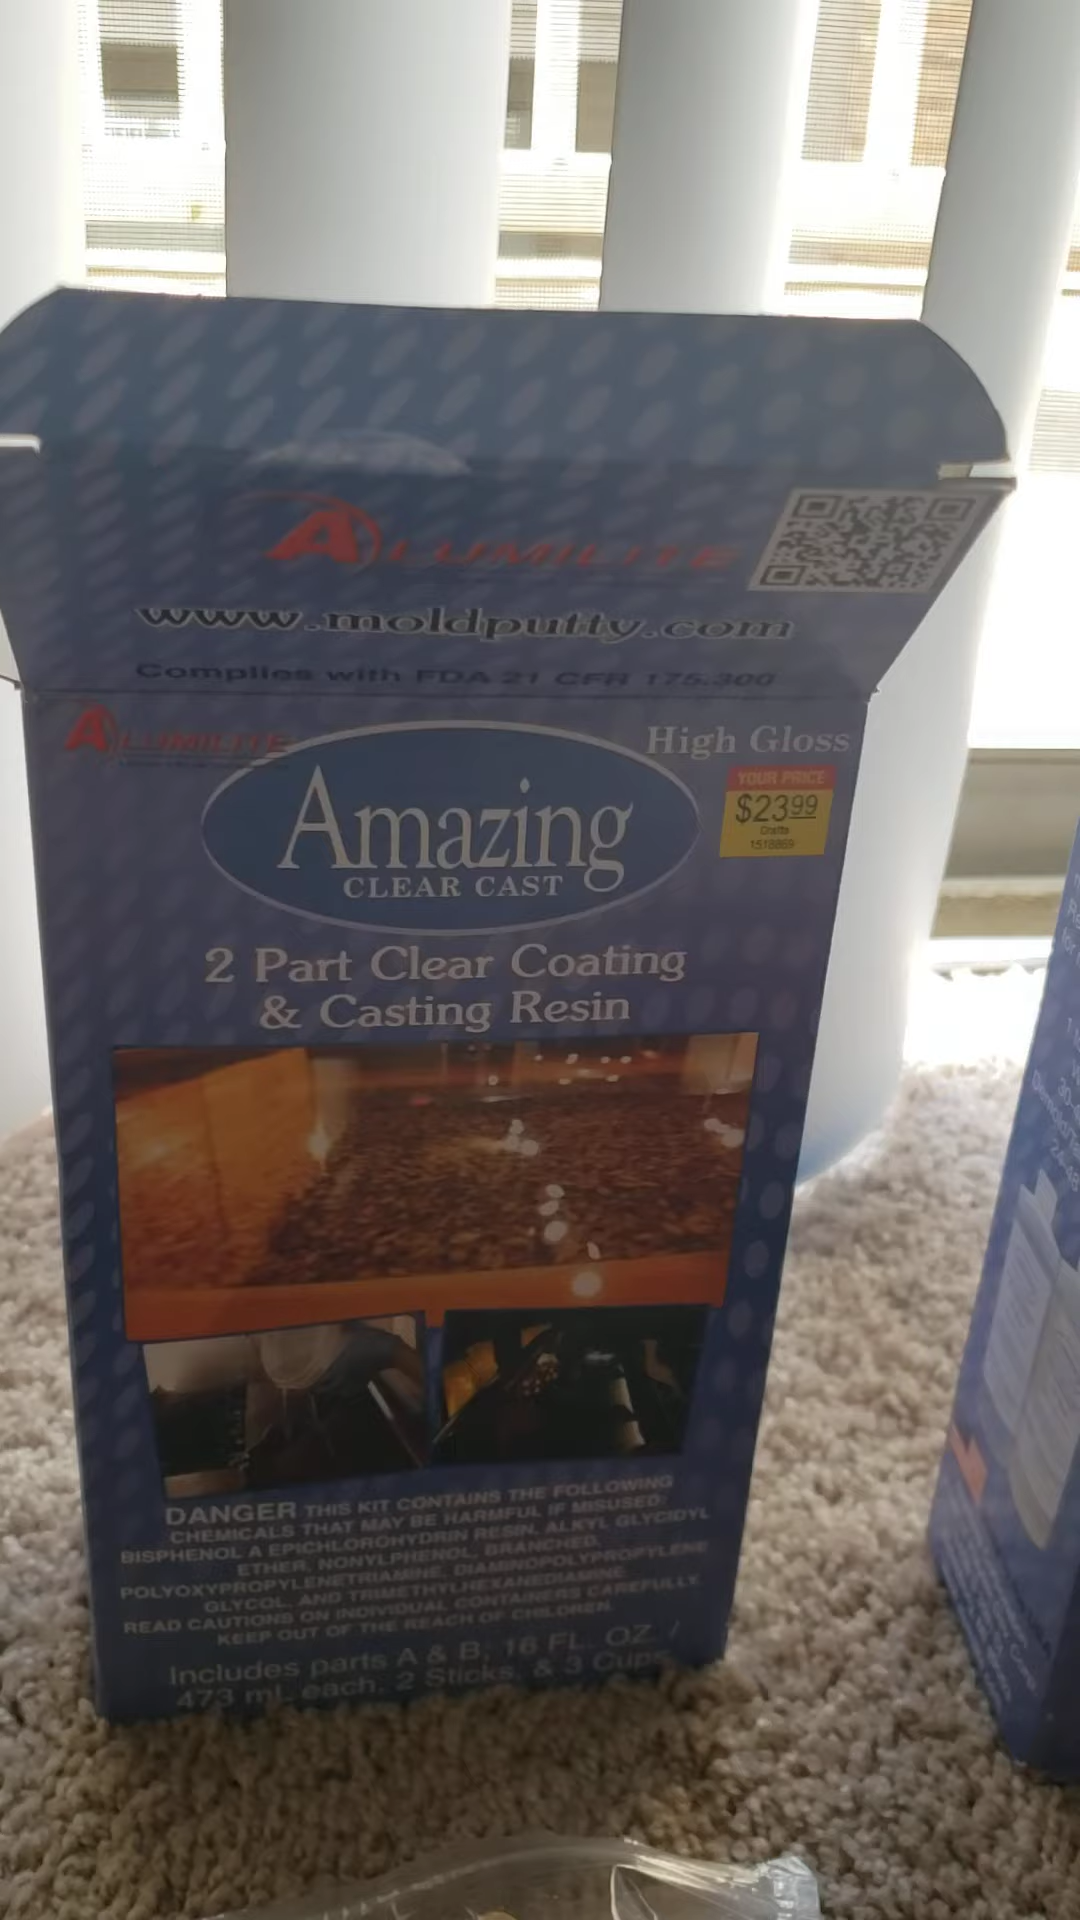 ALUMILITE
www.moldputty.com
Complies with FDA 21 CFR 175.300
ALUMILITE
High Gloss
Amazing
CLEAR CAST
YOUR PRICE
$23.99
Crafts
1518869
2 Part Clear Coating
& Casting Resin
DANGER THIS KIT CONTAINS THE FOLLOWING
CHEMICALS THAT MAY BE HARMFUL IF MISUSED:
BISPHENOL A EPICHLOROHYDRIN RESIN, ALKYL GLYCIDYL
ETHER, NONYLPHENOL, BRANCHED,
POLYOXYPROPYLENETRIAMINE, DIAMINOPOLYPROPYLENE
GLYCOL, AND TRIMETHYLHEXANEDIAMINE
READ CAUTIONS ON INDIVIDUAL CONTAINERS CAREFULLY.
KEEP OUT OF THE REACH OF CHILDREN.
Includes parts A & B, 16 FL. OZ. /
473 mL each, 2 Sticks, & 3 Cups